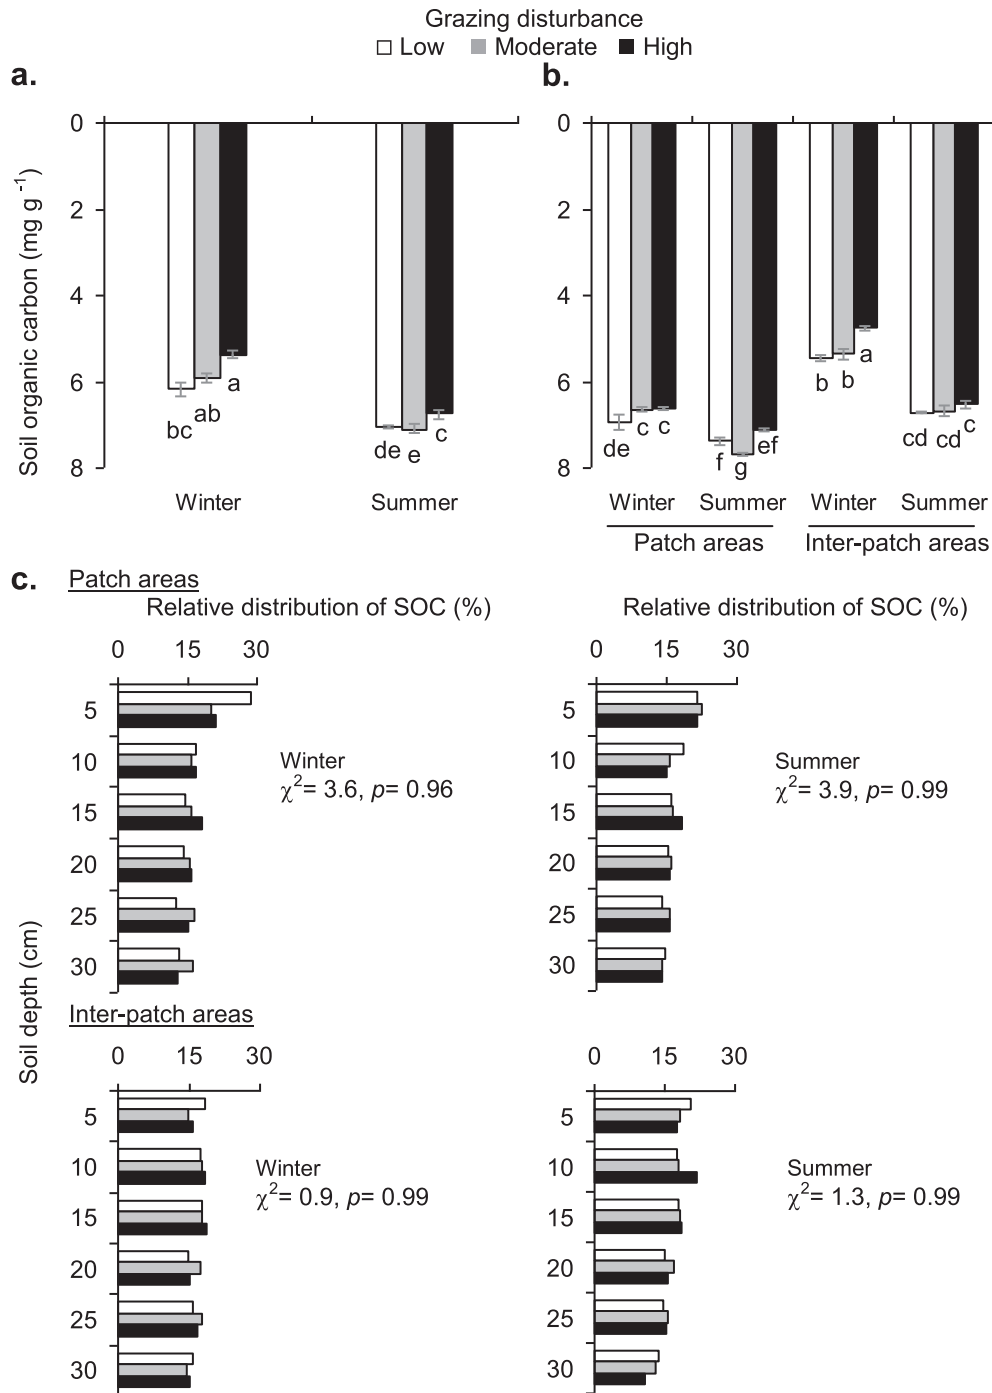 Grazing disturbance
Low Moderate High
a.
Soil organic carbon (mg g⁻¹)
0
2
4
6
8
bc ab a
de e c
Winter Summer
b.
0
2
4
6
8
de c c
f g ef
b b a
cd cd c
Winter Summer Winter Summer
Patch areas Inter-patch areas
c.
Soil depth (cm)
Patch areas
Relative distribution of SOC (%)
0 15 30
5
10
15
20
25
30
Winter
χ²= 3.6, p= 0.96
Relative distribution of SOC (%)
0 15 30
5
10
15
20
25
30
Summer
χ²= 3.9, p= 0.99
Inter-patch areas
0 15 30
5
10
15
20
25
30
Winter
χ²= 0.9, p= 0.99
0 15 30
5
10
15
20
25
30
Summer
χ²= 1.3, p= 0.99